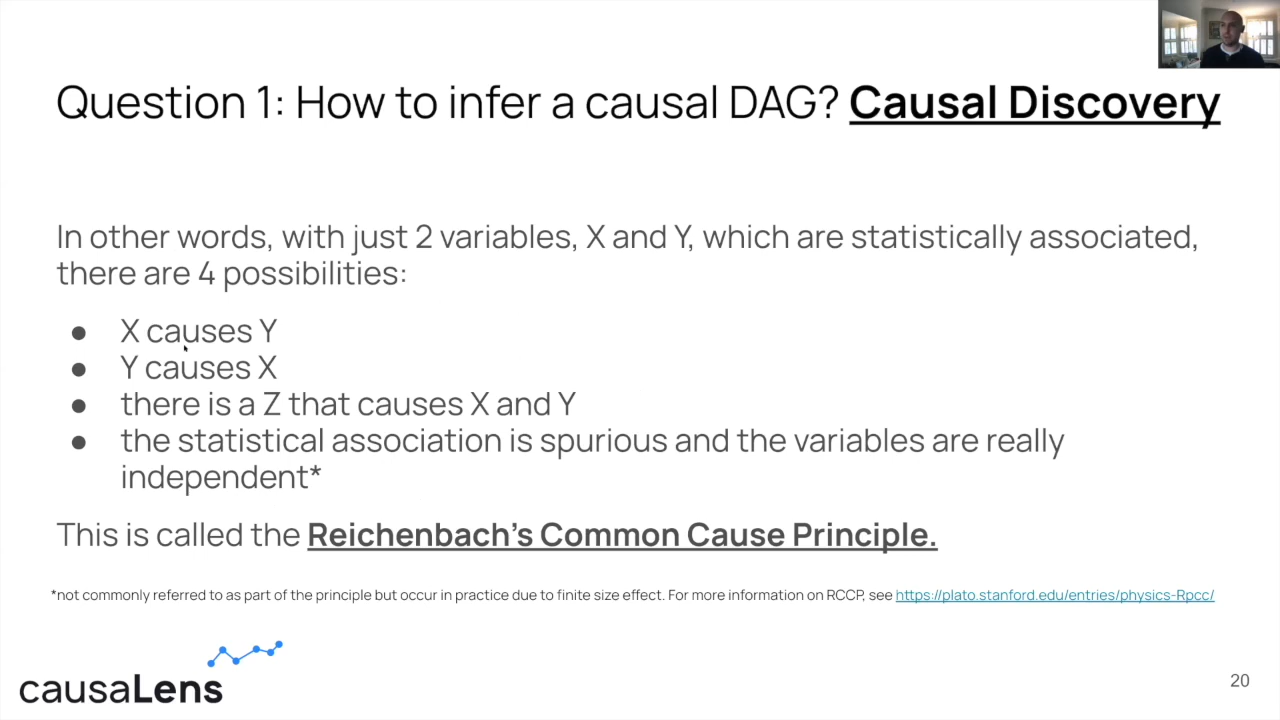 Question 1: How to infer a causal DAG? Causal Discovery
In other words, with just 2 variables, X and Y, which are statistically associated,
there are 4 possibilities:
● X causes Y
● Y causes X
● there is a Z that causes X and Y
● the statistical association is spurious and the variables are really
independent*
This is called the Reichenbach’s Common Cause Principle.
*not commonly referred to as part of the principle but occur in practice due to finite size effect. For more information on RCCP, see https://plato.stanford.edu/entries/physics-Rpcc/
causaLens
20